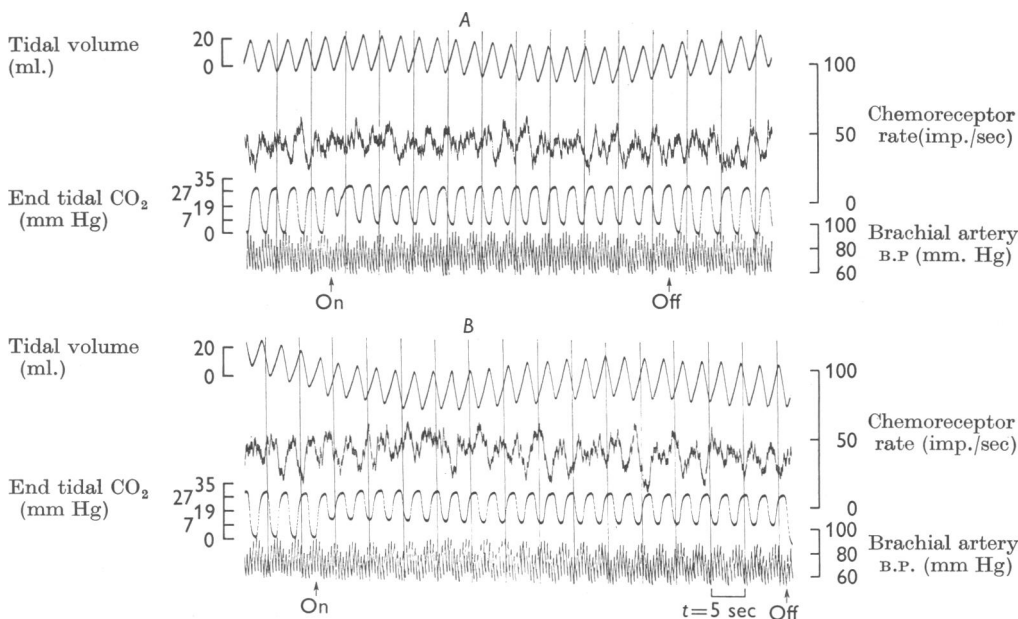 A
Tidal volume
(ml.)
20
0
100
50
0
Chemoreceptor
rate(imp./sec)
End tidal CO₂
(mm Hg)
35
27
19
7
0
100
80
60
Brachial artery
B.P (mm. Hg)
On
Off
B
Tidal volume
(ml.)
20
0
100
50
0
Chemoreceptor
rate (imp./sec)
End tidal CO₂
(mm Hg)
35
27
19
7
0
100
80
60
Brachial artery
B.P. (mm Hg)
On
t=5 sec
Off